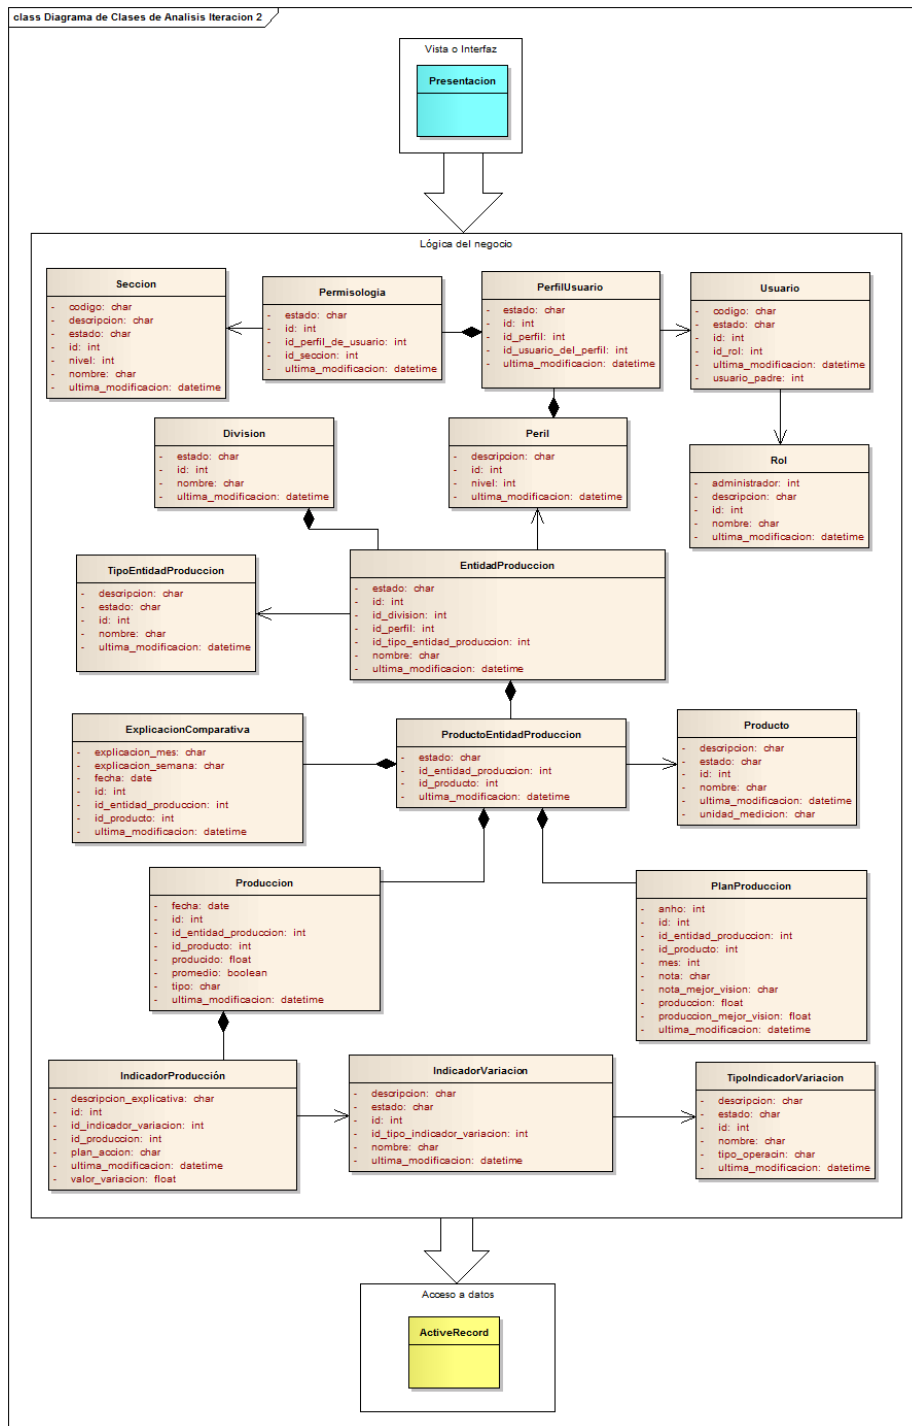 class Diagrama de Clases de Analisis Iteracion 2
Vista o Interfaz
Presentacion
Lógica del negocio
Seccion
- codigo: char
- descripcion: char
- estado: char
- id: int
- nivel: int
- nombre: char
- ultima_modificacion: datetime
Permisologia
- estado: char
- id: int
- id_perfil_de_usuario: int
- id_seccion: int
- ultima_modificacion: datetime
PerfilUsuario
- estado: char
- id: int
- id_perfil: int
- id_usuario_del_perfil: int
- ultima_modificacion: datetime
Usuario
- codigo: char
- estado: char
- id: int
- id_rol: int
- ultima_modificacion: datetime
- usuario_padre: int
Division
- estado: char
- id: int
- nombre: char
- ultima_modificacion: datetime
Peril
- descripcion: char
- id: int
- nivel: int
- ultima_modificacion: datetime
Rol
- administrador: int
- descripcion: char
- id: int
- nombre: char
- ultima_modificacion: datetime
TipoEntidadProduccion
- descripcion: char
- estado: char
- id: int
- nombre: char
- ultima_modificacion: datetime
EntidadProduccion
- estado: char
- id: int
- id_division: int
- id_perfil: int
- id_tipo_entidad_produccion: int
- nombre: char
- ultima_modificacion: datetime
ExplicacionComparativa
- explicacion_mes: char
- explicacion_semana: char
- fecha: date
- id: int
- id_entidad_produccion: int
- id_producto: int
- ultima_modificacion: datetime
ProductoEntidadProduccion
- estado: char
- id_entidad_produccion: int
- id_producto: int
- ultima_modificacion: datetime
Producto
- descripcion: char
- estado: char
- id: int
- nombre: char
- ultima_modificacion: datetime
- unidad_medicion: char
Produccion
- fecha: date
- id: int
- id_entidad_produccion: int
- id_producto: int
- producido: float
- promedio: boolean
- tipo: char
- ultima_modificacion: datetime
PlanProduccion
- anho: int
- id: int
- id_entidad_produccion: int
- id_producto: int
- mes: int
- nota: char
- nota_mejor_vision: char
- produccion: float
- produccion_mejor_vision: float
- ultima_modificacion: datetime
IndicadorProducción
- descripcion_explicativa: char
- id: int
- id_indicador_variacion: int
- id_produccion: int
- plan_accion: char
- ultima_modificacion: datetime
- valor_variacion: float
IndicadorVariacion
- descripcion: char
- estado: char
- id: int
- id_tipo_indicador_variacion: int
- nombre: char
- ultima_modificacion: datetime
TipoIndicadorVariacion
- descripcion: char
- estado: char
- id: int
- nombre: char
- tipo_operacin: char
- ultima_modificacion: datetime
Acceso a datos
ActiveRecord